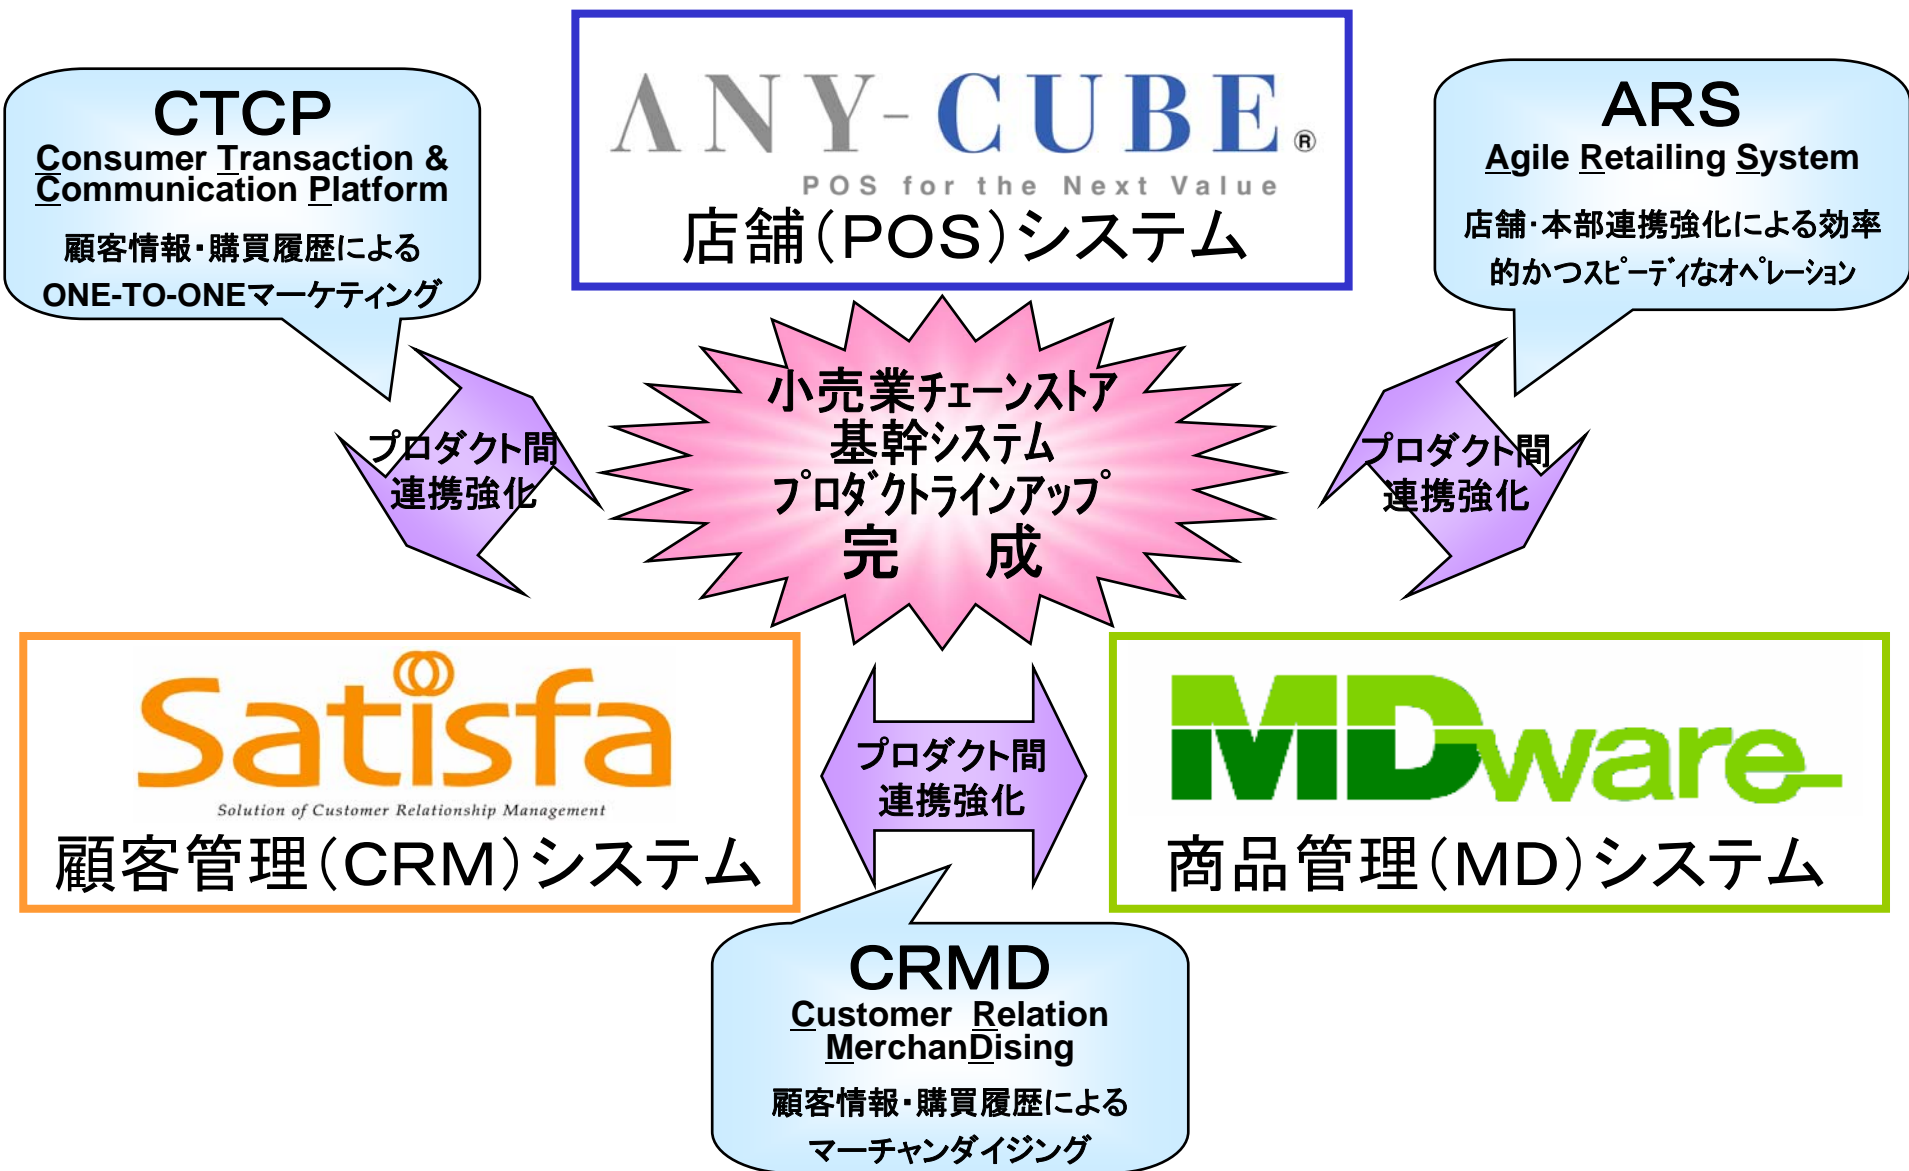 ANY-CUBE®
POS for the Next Value
店舗(POS)システム
CTCP
Consumer Transaction &
Communication Platform
顧客情報・購買履歴による
ONE-TO-ONEマーケティング
ARS
Agile Retailing System
店舗・本部連携強化による効率
的かつスピーディなオペレーション
小売業チェーンストア
基幹システム
プロダクトラインアップ
完 成
プロダクト間
連携強化
プロダクト間
連携強化
Satisfa
Solution of Customer Relationship Management
顧客管理(CRM)システム
プロダクト間
連携強化
MDware
商品管理(MD)システム
CRMD
Customer Relation
MerchanDising
顧客情報・購買履歴による
マーチャンダイジング